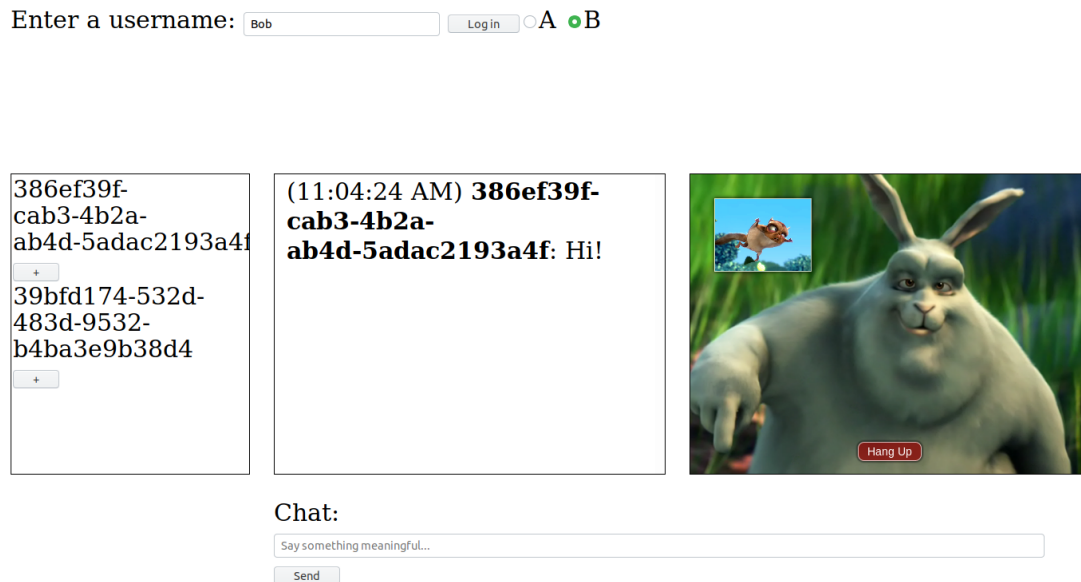 Enter a username: Bob Log in A B
386ef39f-
cab3-4b2a-
ab4d-5adac2193a4f
+
39bfd174-532d-
483d-9532-
b4ba3e9b38d4
+
(11:04:24 AM) 386ef39f-
cab3-4b2a-
ab4d-5adac2193a4f: Hi!
Hang Up
Chat:
Say something meaningful...
Send